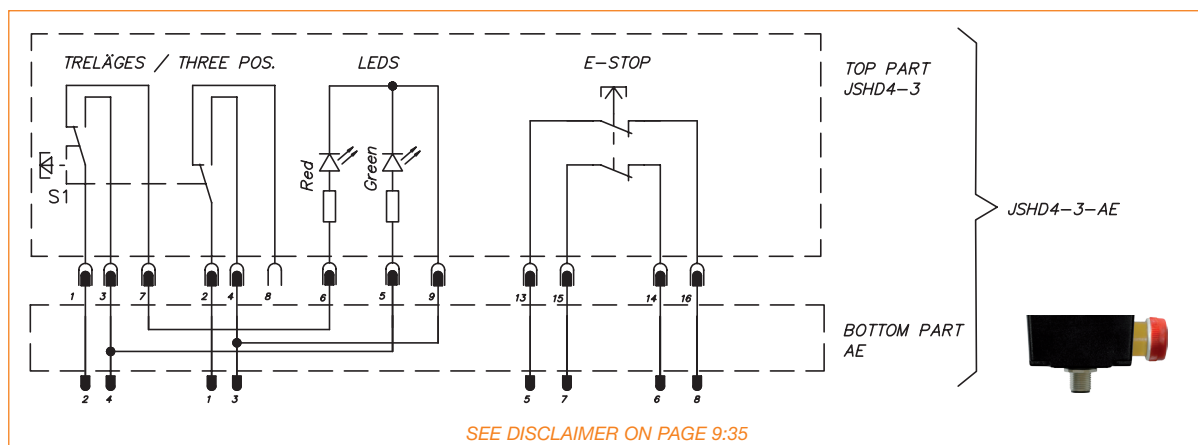 TRELÄGES / THREE POS.
LEDS
E-STOP
TOP PART
JSHD4-3
Red
Green
S1
JSHD4-3-AE
1 3 7 2 4 8 6 5 9 13 15 14 16
BOTTOM PART
AE
2 4 1 3 5 7 6 8
SEE DISCLAIMER ON PAGE 9:35